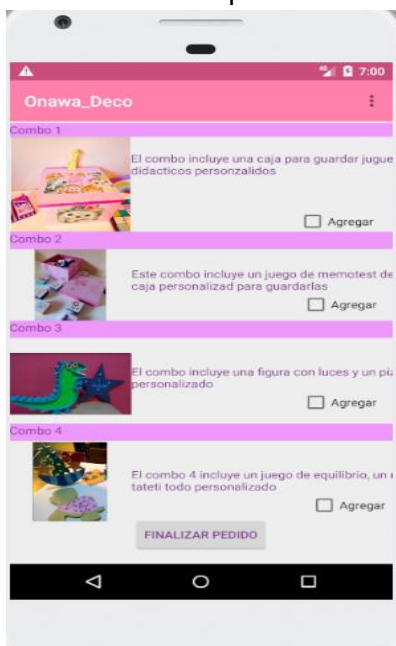 7:00
Onawa_Deco
Combo 1
El combo incluye una caja para guardar jugue
didacticos personzalidos
Agregar
Combo 2
Este combo incluye un juego de memotest de
caja personalizad para guardarlas
Agregar
Combo 3
El combo incluye una figura con luces y un piz
personalizado
Agregar
Combo 4
El combo 4 incluye un juego de equilibrio, un
tateti todo personalizado
Agregar
FINALIZAR PEDIDO